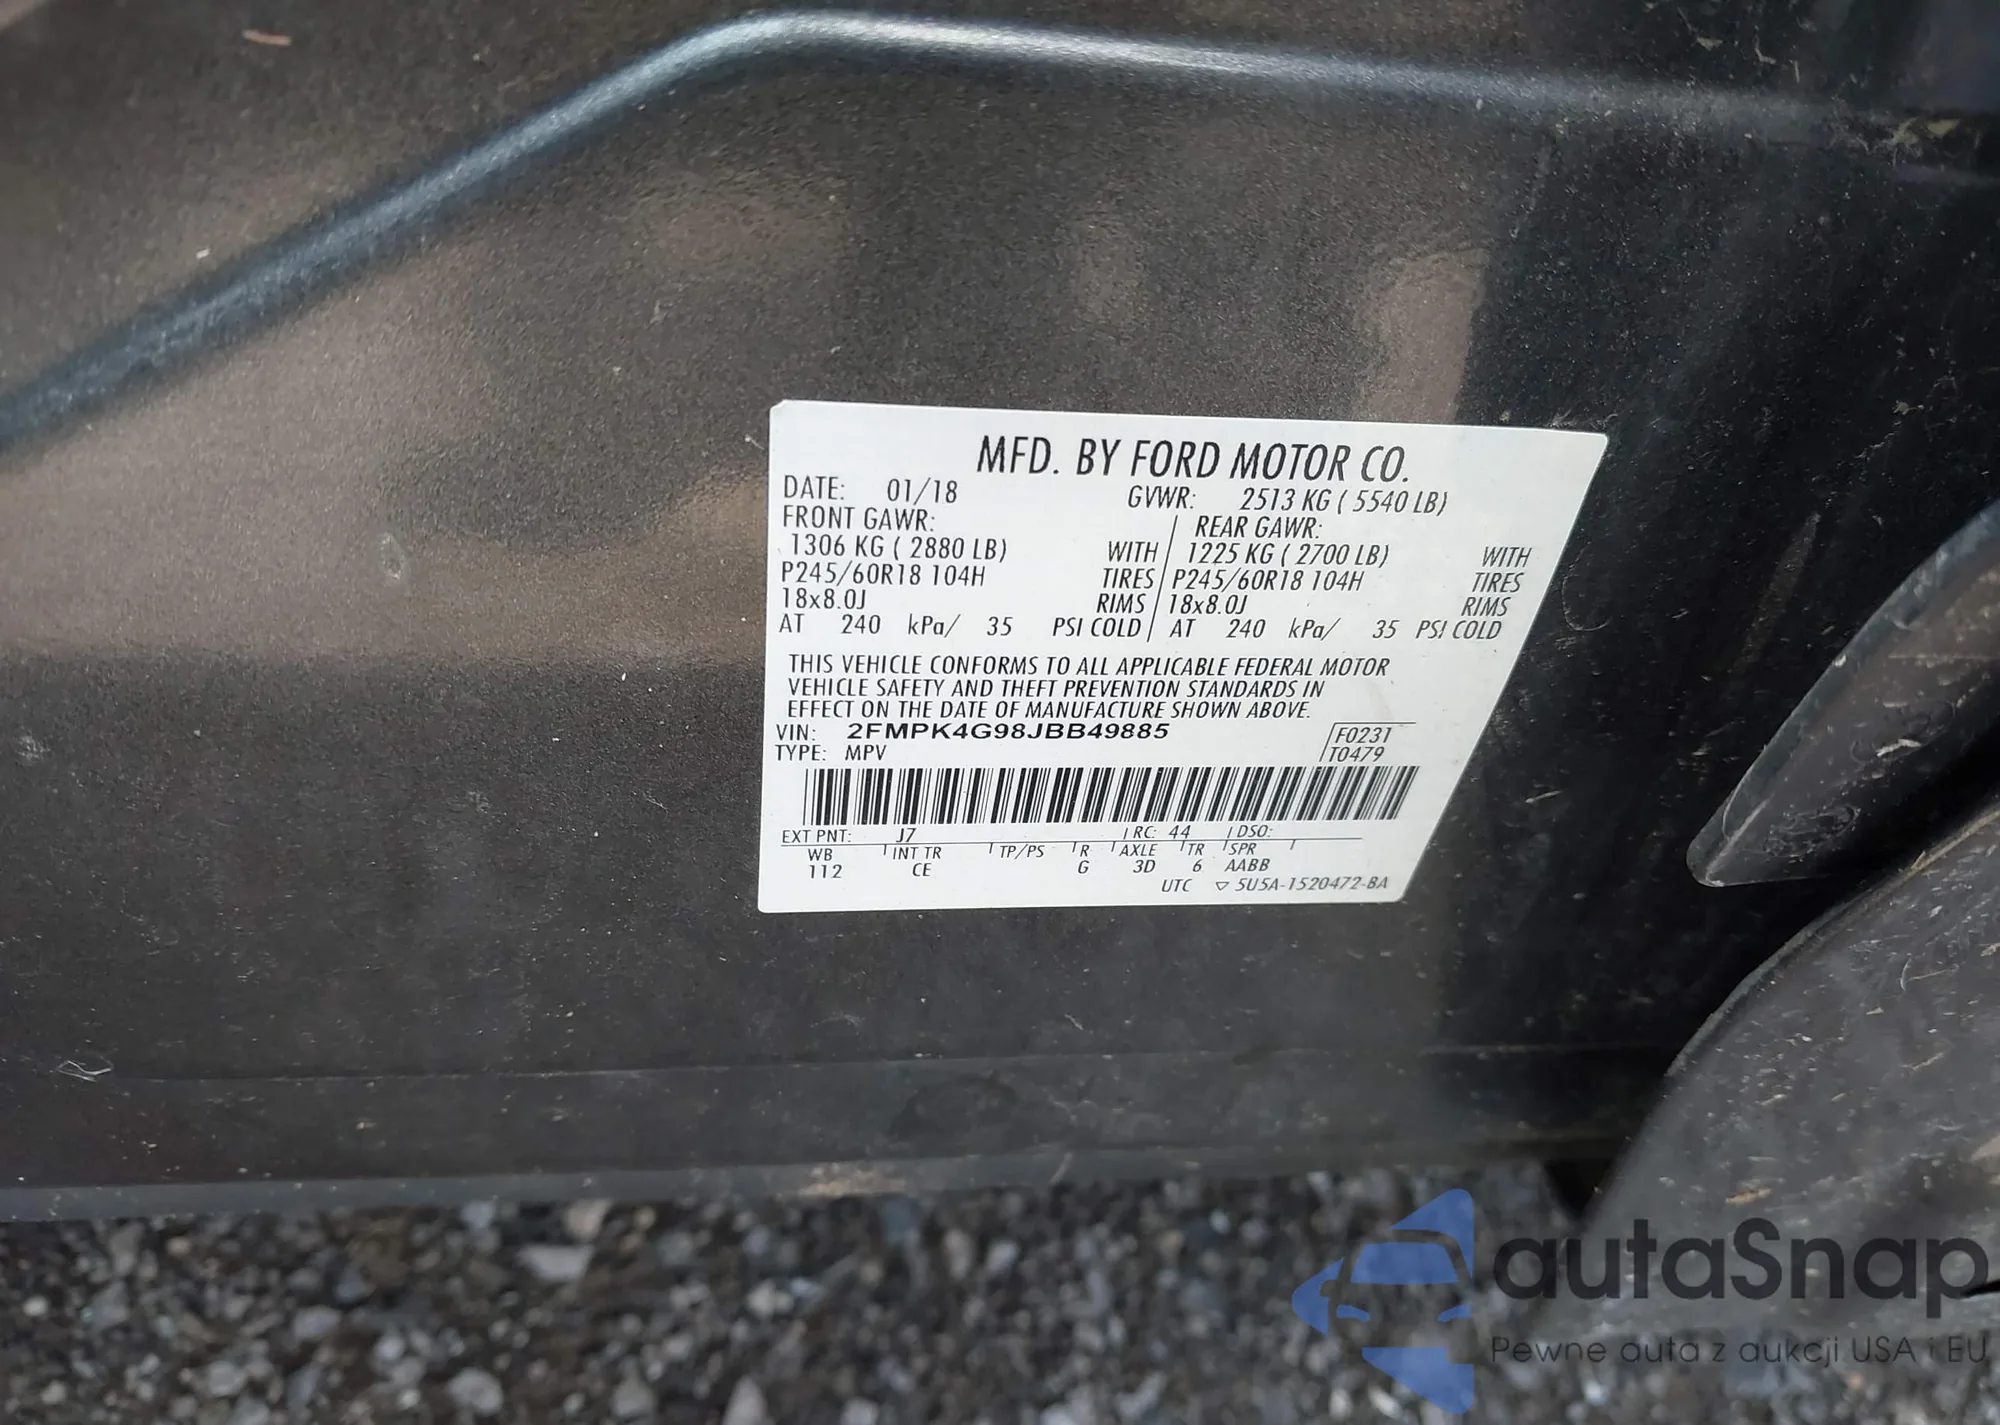 MFD. BY FORD MOTOR CO.
DATE: 01/18 GVWR: 2513 KG ( 5540 LB)
FRONT GAWR: REAR GAWR:
1306 KG ( 2880 LB) WITH 1225 KG ( 2700 LB) WITH
P245/60R18 104H TIRES P245/60R18 104H TIRES
18x8.0J RIMS 18x8.0J RIMS
AT 240 kPa/ 35 PSI COLD AT 240 kPa/ 35 PSI COLD
THIS VEHICLE CONFORMS TO ALL APPLICABLE FEDERAL MOTOR
VEHICLE SAFETY AND THEFT PREVENTION STANDARDS IN
EFFECT ON THE DATE OF MANUFACTURE SHOWN ABOVE.
VIN: 2FMPK4G98JBB49885 F0231
TYPE: MPV T0479
EXT PNT: J7 RC: 44 DSO:
WB INT TR TP/PS R AXLE TR SPR
112 CE G 3D 6 AABB
UTC ▽ 5U5A-1520472-BA
autaSnap
Pewne auta z aukcji USA i EU